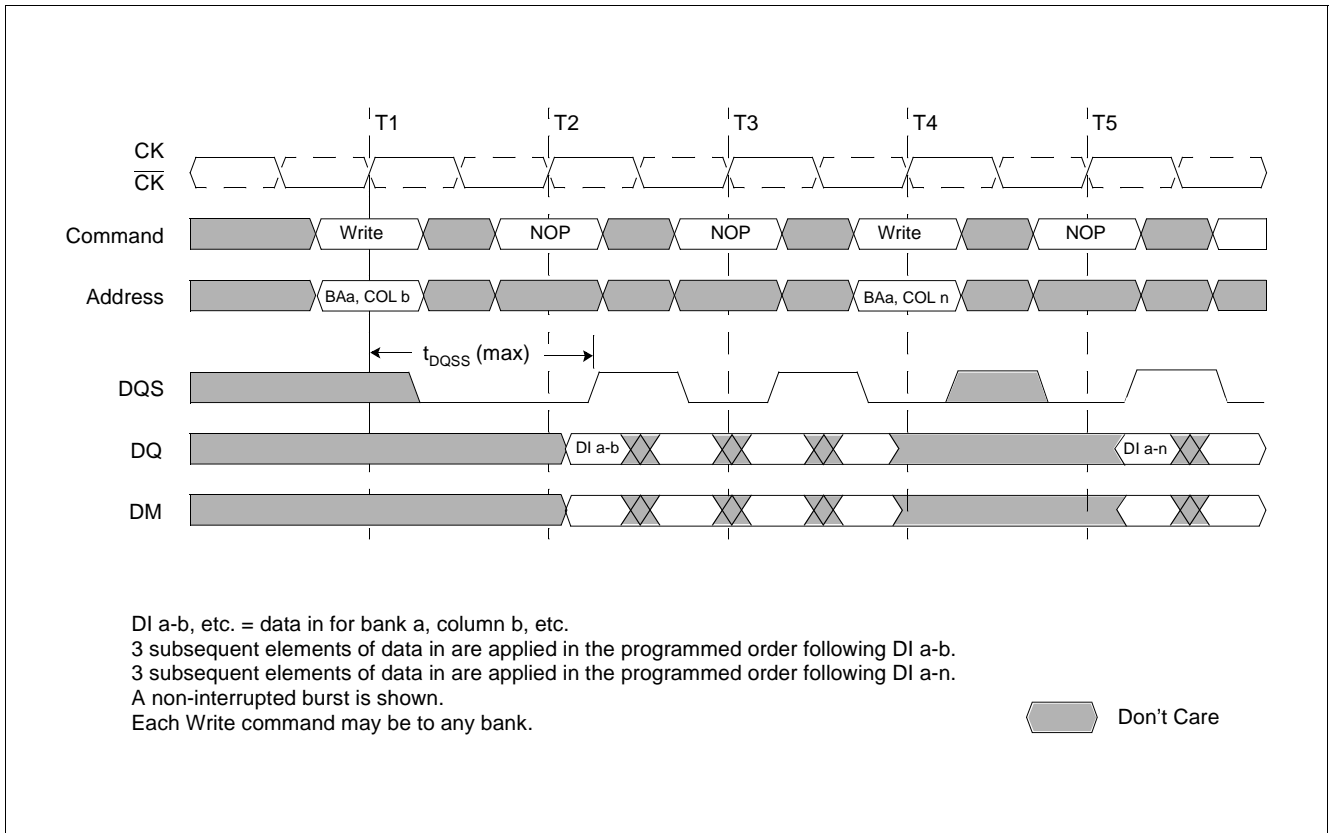 T1 T2 T3 T4 T5
CK
CK
Command Write NOP NOP Write NOP
Address BAa, COL b BAa, COL n
tDQSS (max)
DQS
DQ DI a-b DI a-n
DM
DI a-b, etc. = data in for bank a, column b, etc.
3 subsequent elements of data in are applied in the programmed order following DI a-b.
3 subsequent elements of data in are applied in the programmed order following DI a-n.
A non-interrupted burst is shown.
Each Write command may be to any bank.
Don't Care